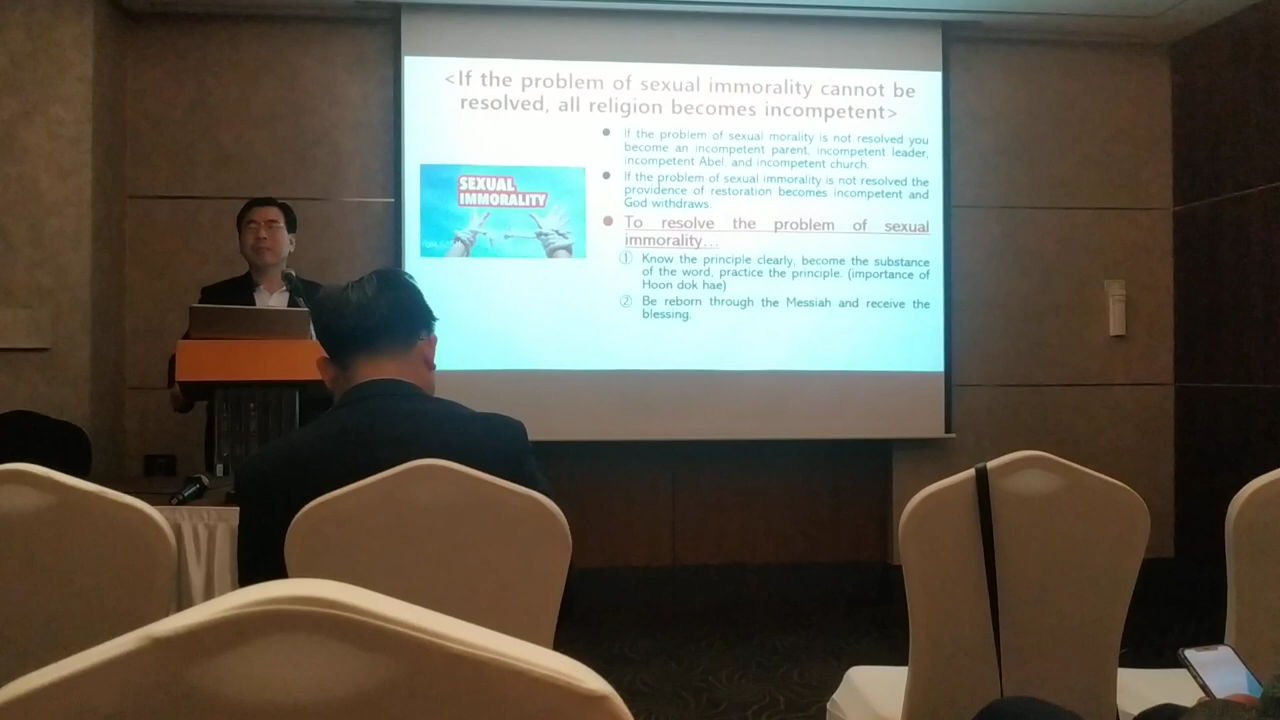 <If the problem of sexual immorality cannot be
resolved, all religion becomes incompetent>
SEXUAL
IMMORALITY
● If the problem of sexual morality is not resolved you
become an incompetent parent, incompetent leader,
incompetent Abel, and incompetent church.
● If the problem of sexual immorality is not resolved the
providence of restoration becomes incompetent and
God withdraws.
● To resolve the problem of sexual
immorality…
① Know the principle clearly, become the substance
of the word, practice the principle. (importance of
Hoon dok hae)
② Be reborn through the Messiah and receive the
blessing.